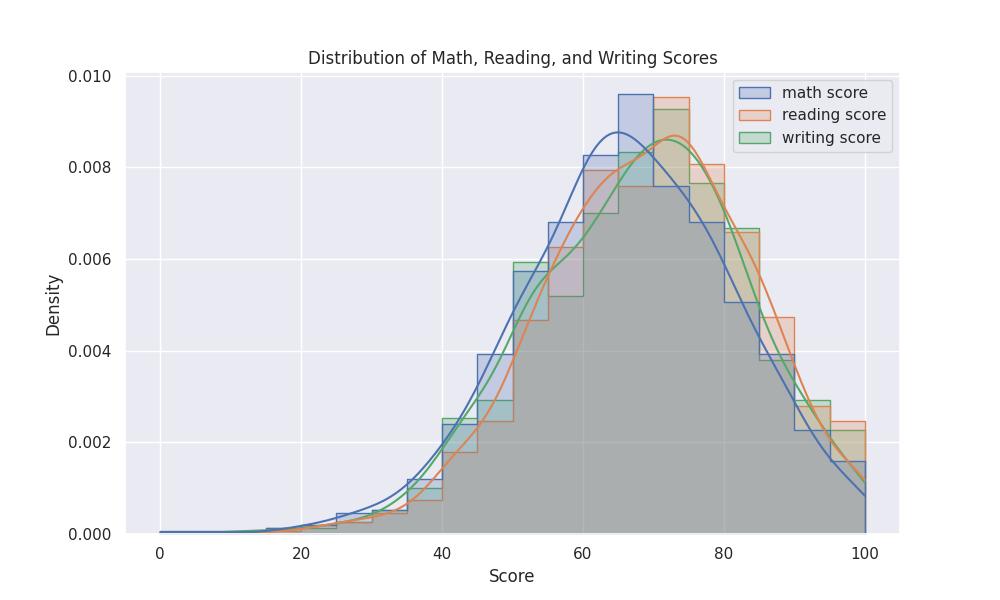 Distribution of Math, Reading, and Writing Scores
math score
reading score
writing score
Density
0.010
0.008
0.006
0.004
0.002
0.000
0
20
40
60
80
100
Score